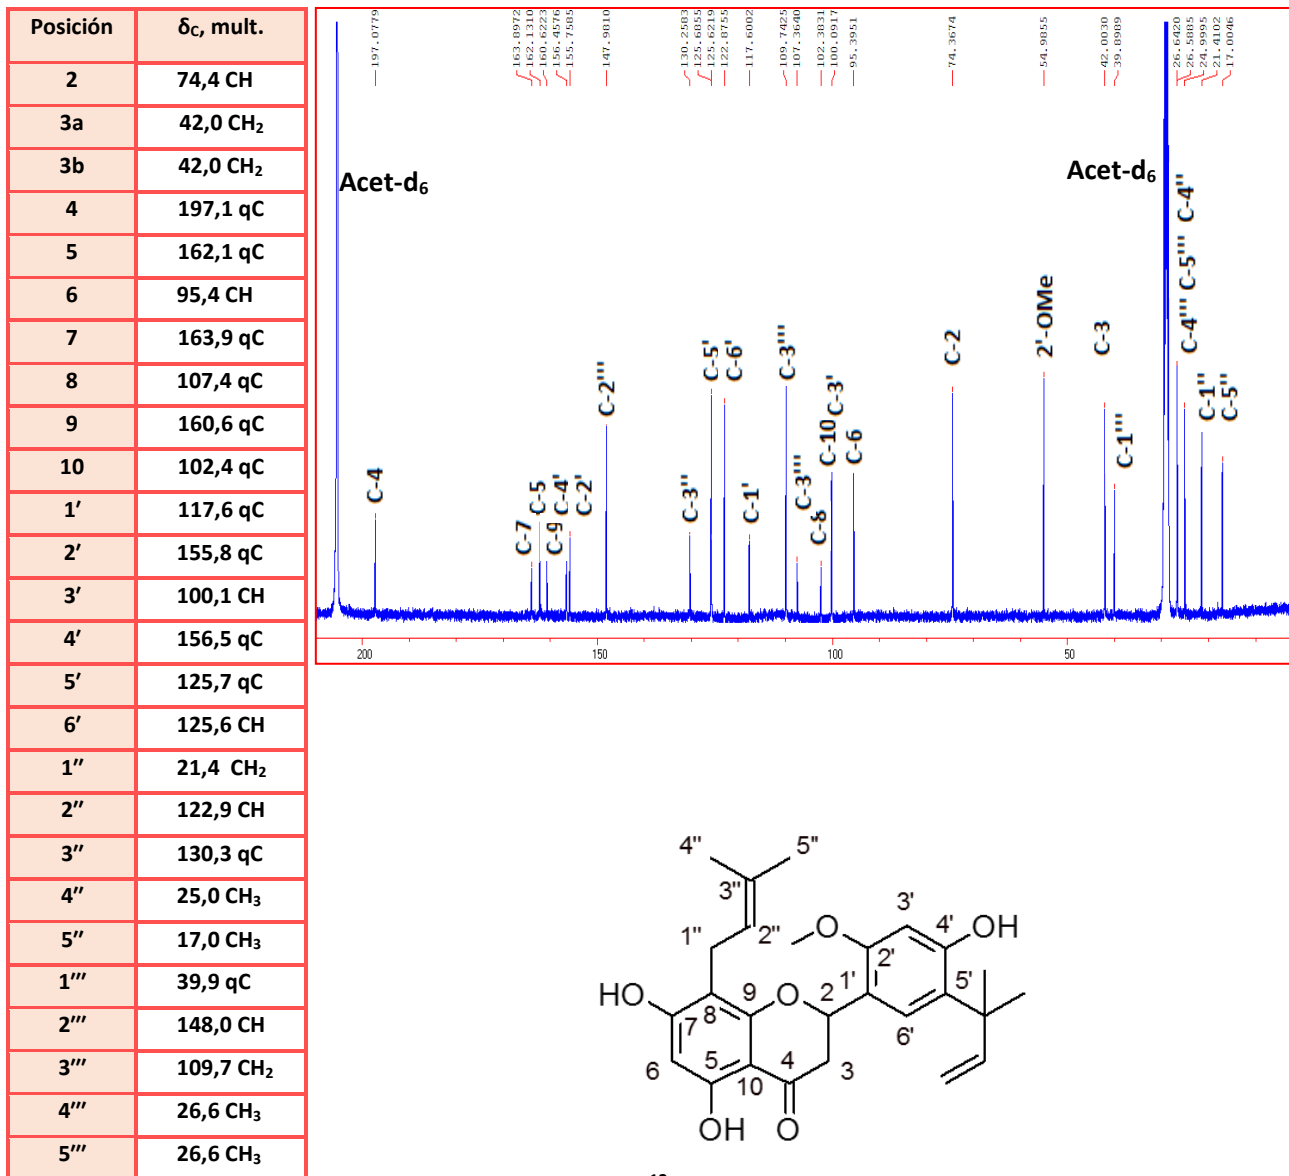 Posición δC, mult.
2 74,4 CH
3a 42,0 CH₂
3b 42,0 CH₂
4 197,1 qC
5 162,1 qC
6 95,4 CH
7 163,9 qC
8 107,4 qC
9 160,6 qC
10 102,4 qC
1′ 117,6 qC
2′ 155,8 qC
3′ 100,1 CH
4′ 156,5 qC
5′ 125,7 qC
6′ 125,6 CH
1″ 21,4 CH₂
2″ 122,9 CH
3″ 130,3 qC
4″ 25,0 CH₃
5″ 17,0 CH₃
1‴ 39,9 qC
2‴ 148,0 CH
3‴ 109,7 CH₂
4‴ 26,6 CH₃
5‴ 26,6 CH₃
197.0779
163.8972
162.1310
160.6223
156.4576
155.7585
147.9810
130.2583
125.6855
125.6219
122.8755
117.6002
109.7425
107.3640
102.3831
100.0917
95.3951
74.3674
54.9855
42.0030
39.8989
26.6420
26.5885
24.9995
21.4102
17.0046
Acet-d₆
Acet-d₆
C-4
C-7
C-5
C-9
C-4'
C-2'
C-2'''
C-3''
C-5'
C-6'
C-1'
C-3'''
C-3'''
C-8
C-10
C-3'
C-6
C-2
2'-OMe
C-3
C-1'''
C-4''' C-5''' C-4''
C-1''
C-5''
200 150 100 50
4" 5"
3"
1" 2"
O 3' 4' OH
2' 1' 5'
HO 9 O 2
7 8 6'
6 5 4 3
10
OH O